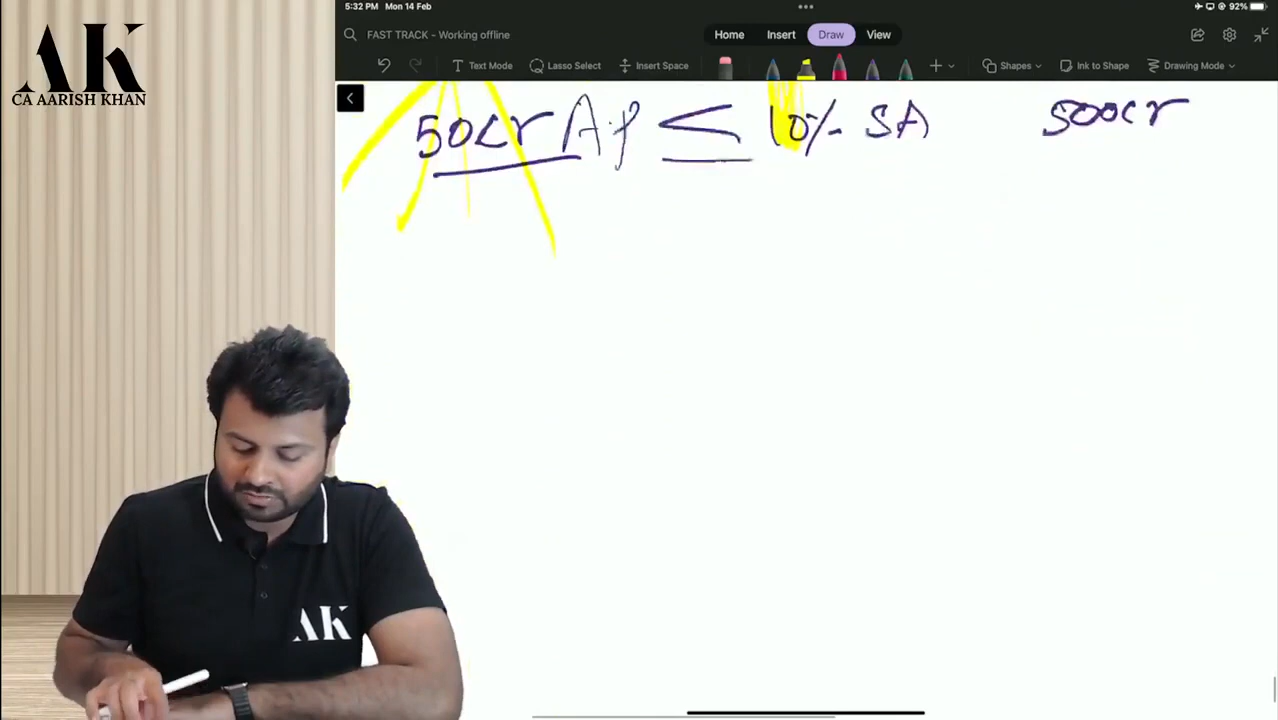 AK
CA AARISH KHAN
5:32 PM Mon 14 Feb
92%
FAST TRACK - Working offline
Home Insert Draw View
Text Mode Lasso Select Insert Space Shapes Ink to Shape Drawing Mode
50cr A.P ≤ 10% SA 500cr
AK